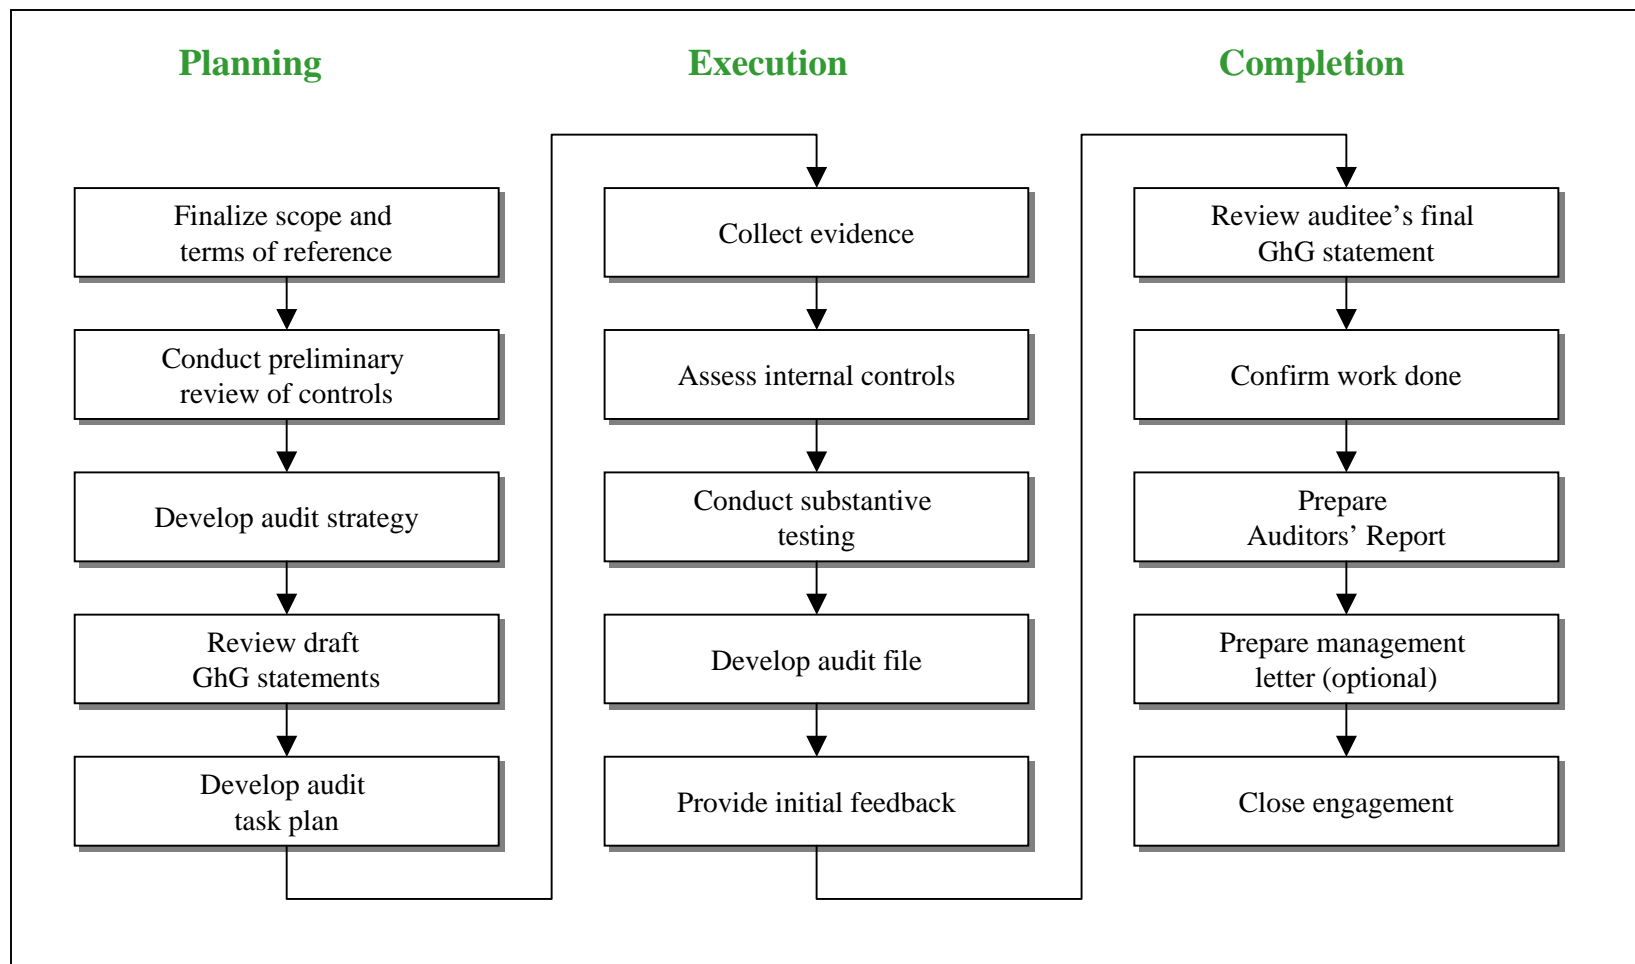 Planning
Finalize scope and
terms of reference
Conduct preliminary
review of controls
Develop audit strategy
Review draft
GhG statements
Develop audit
task plan
Execution
Collect evidence
Assess internal controls
Conduct substantive
testing
Develop audit file
Provide initial feedback
Completion
Review auditee’s final
GhG statement
Confirm work done
Prepare
Auditors’ Report
Prepare management
letter (optional)
Close engagement